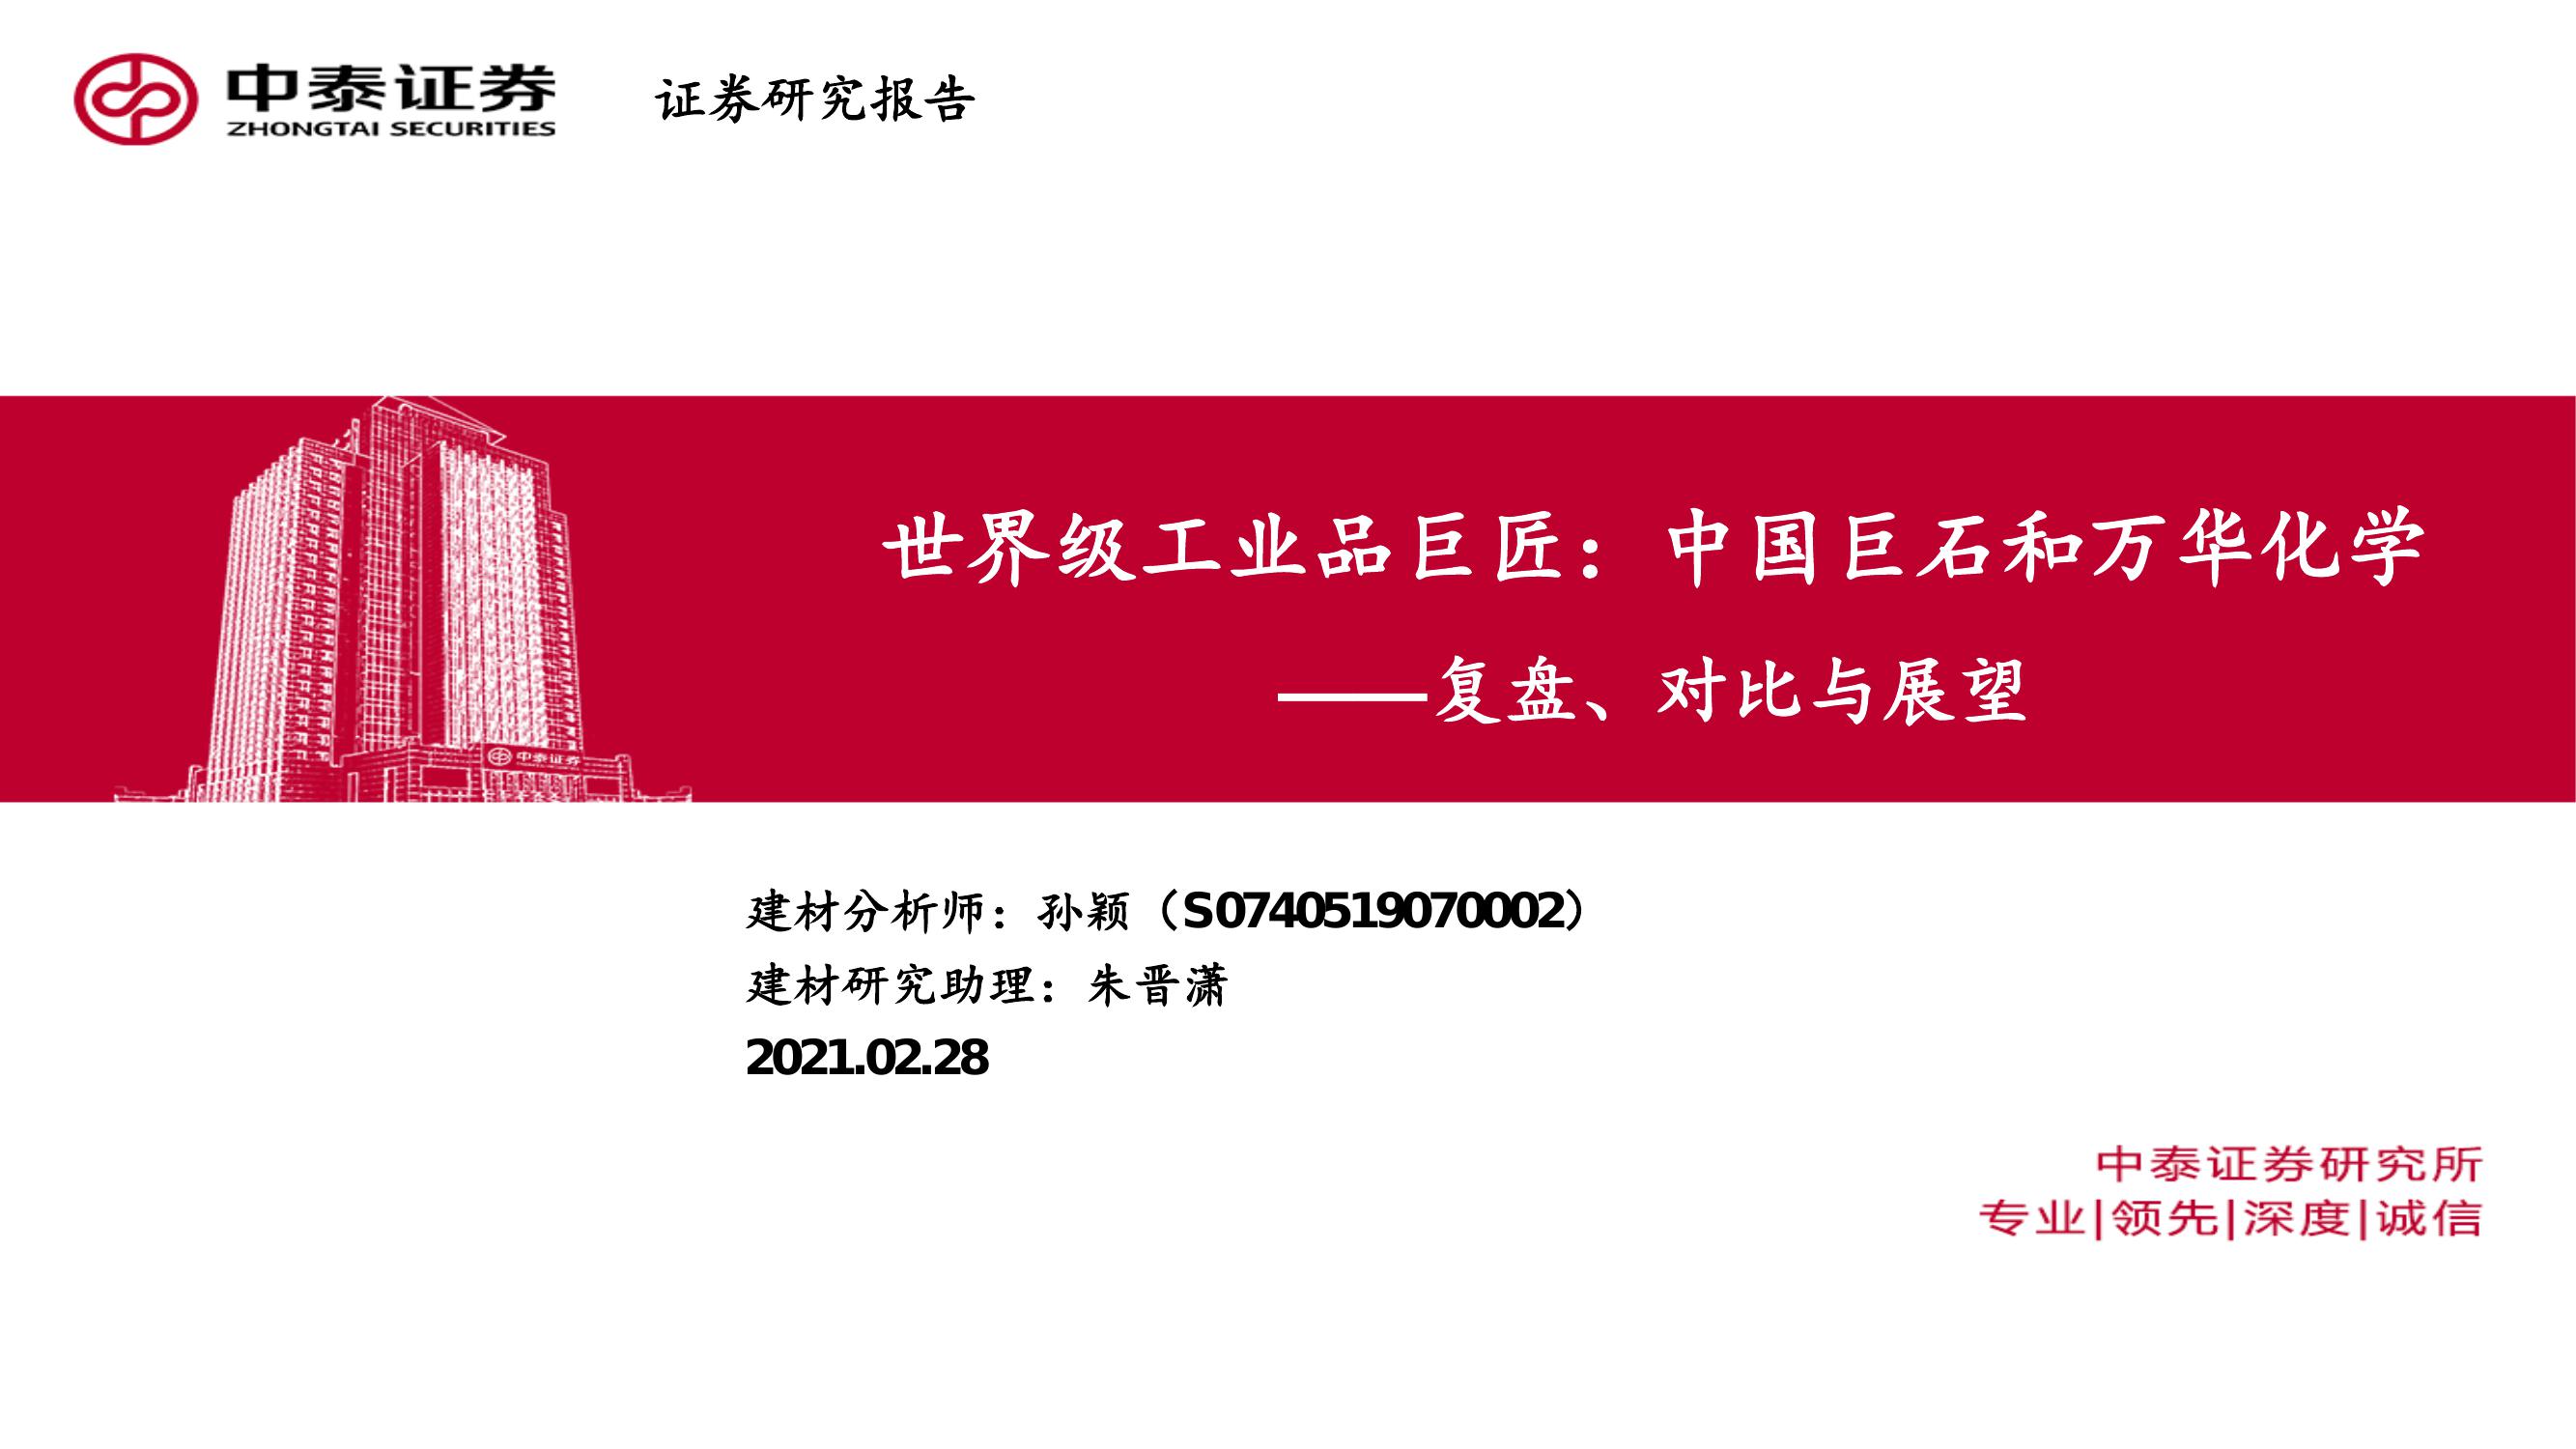 中泰证券
ZHONGTAI SECURITIES
证券研究报告
世界级工业品巨匠：中国巨石和万华化学
——复盘、对比与展望
中泰证券
建材分析师：孙颖（S0740519070002）
建材研究助理：朱晋潇
2021.02.28
中泰证券研究所
专业|领先|深度|诚信